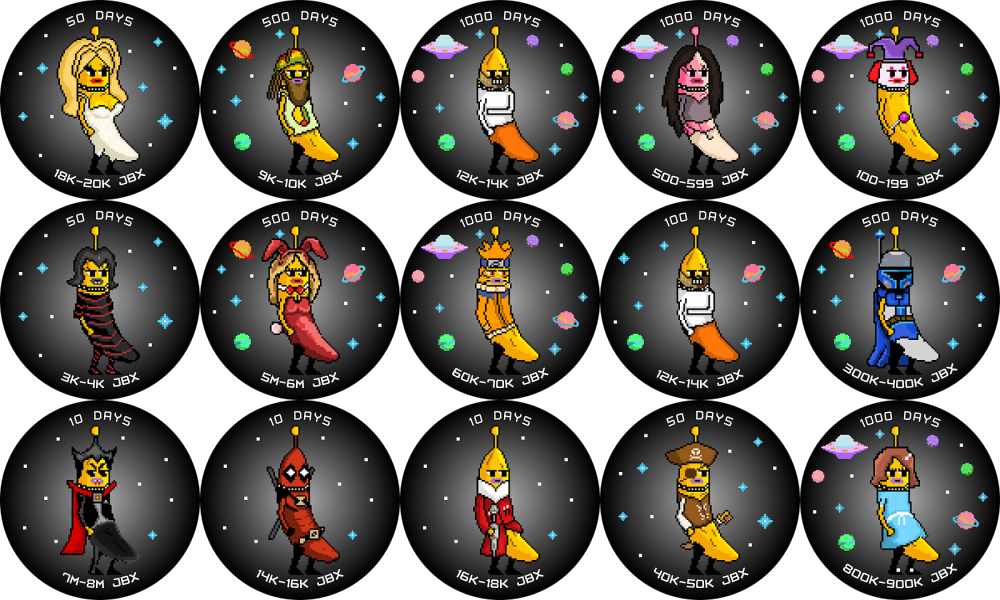 50 DAYS
18K-20K JBX
500 DAYS
9K-10K JBX
1000 DAYS
12K-14K JBX
1000 DAYS
500-599 JBX
1000 DAYS
100-199 JBX
50 DAYS
3K-4K JBX
500 DAYS
5M-6M JBX
1000 DAYS
60K-70K JBX
100 DAYS
12K-14K JBX
500 DAYS
300K-400K JBX
10 DAYS
7M-8M JBX
10 DAYS
14K-16K JBX
10 DAYS
16K-18K JBX
50 DAYS
40K-50K JBX
1000 DAYS
800K-900K JBX